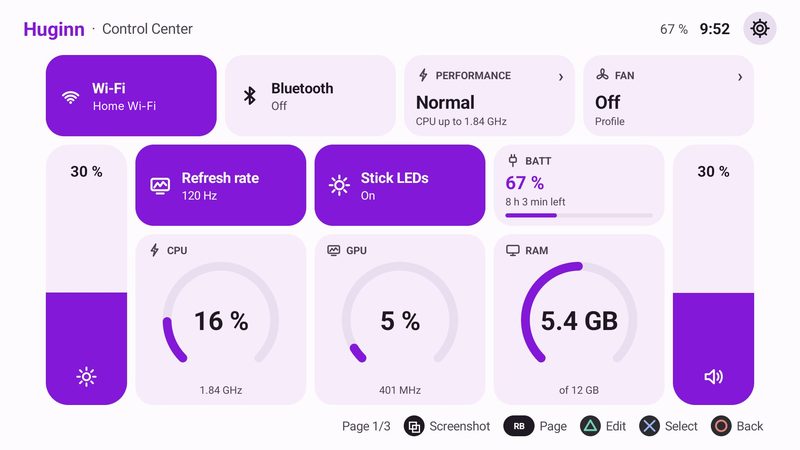 Huginn · Control Center
67 % 9:52
Wi-Fi
Home Wi-Fi
Bluetooth
Off
PERFORMANCE ›
Normal
CPU up to 1.84 GHz
FAN ›
Off
Profile
30 %
Refresh rate
120 Hz
Stick LEDs
On
BATT
67 %
8 h 3 min left
30 %
CPU
16 %
1.84 GHz
GPU
5 %
401 MHz
RAM
5.4 GB
of 12 GB
Page 1/3 Screenshot RB Page Edit Select Back